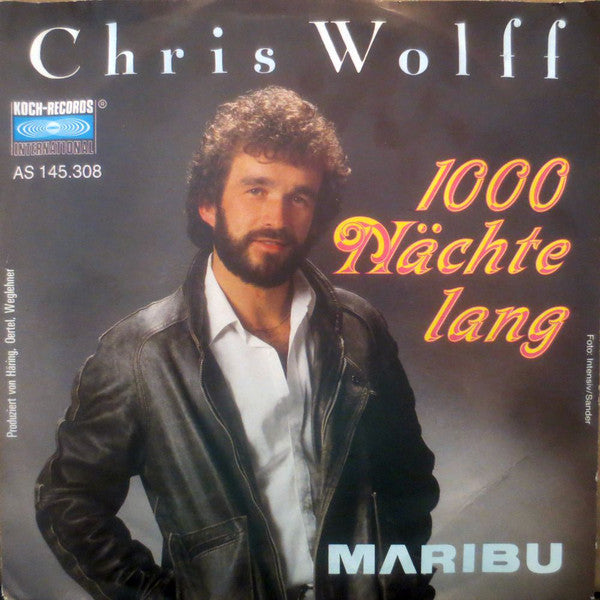 Chris Wolff
KOCH-RECORDS ®
INTERNATIONAL
AS 145.308
1000
Nächte
lang
Produziert von Häring, Oertel, Weglehner
Foto: Intensiv/Sander
MARIBU